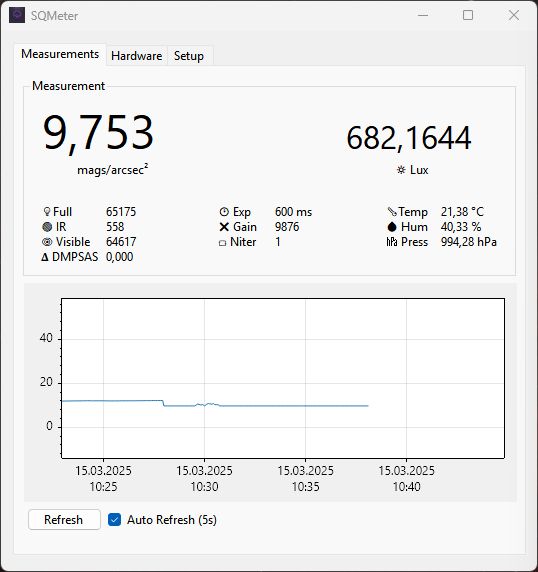 SQMeter
Measurements Hardware Setup
Measurement
9,753 682,1644
mags/arcsec² Lux
Full 65175 Exp 600 ms Temp 21,38 °C
IR 558 Gain 9876 Hum 40,33 %
Visible 64617 Niter 1 Press 994,28 hPa
Δ DMPSAS 0,000
40
20
0
15.03.2025 15.03.2025 15.03.2025 15.03.2025
10:25 10:30 10:35 10:40
Refresh Auto Refresh (5s)